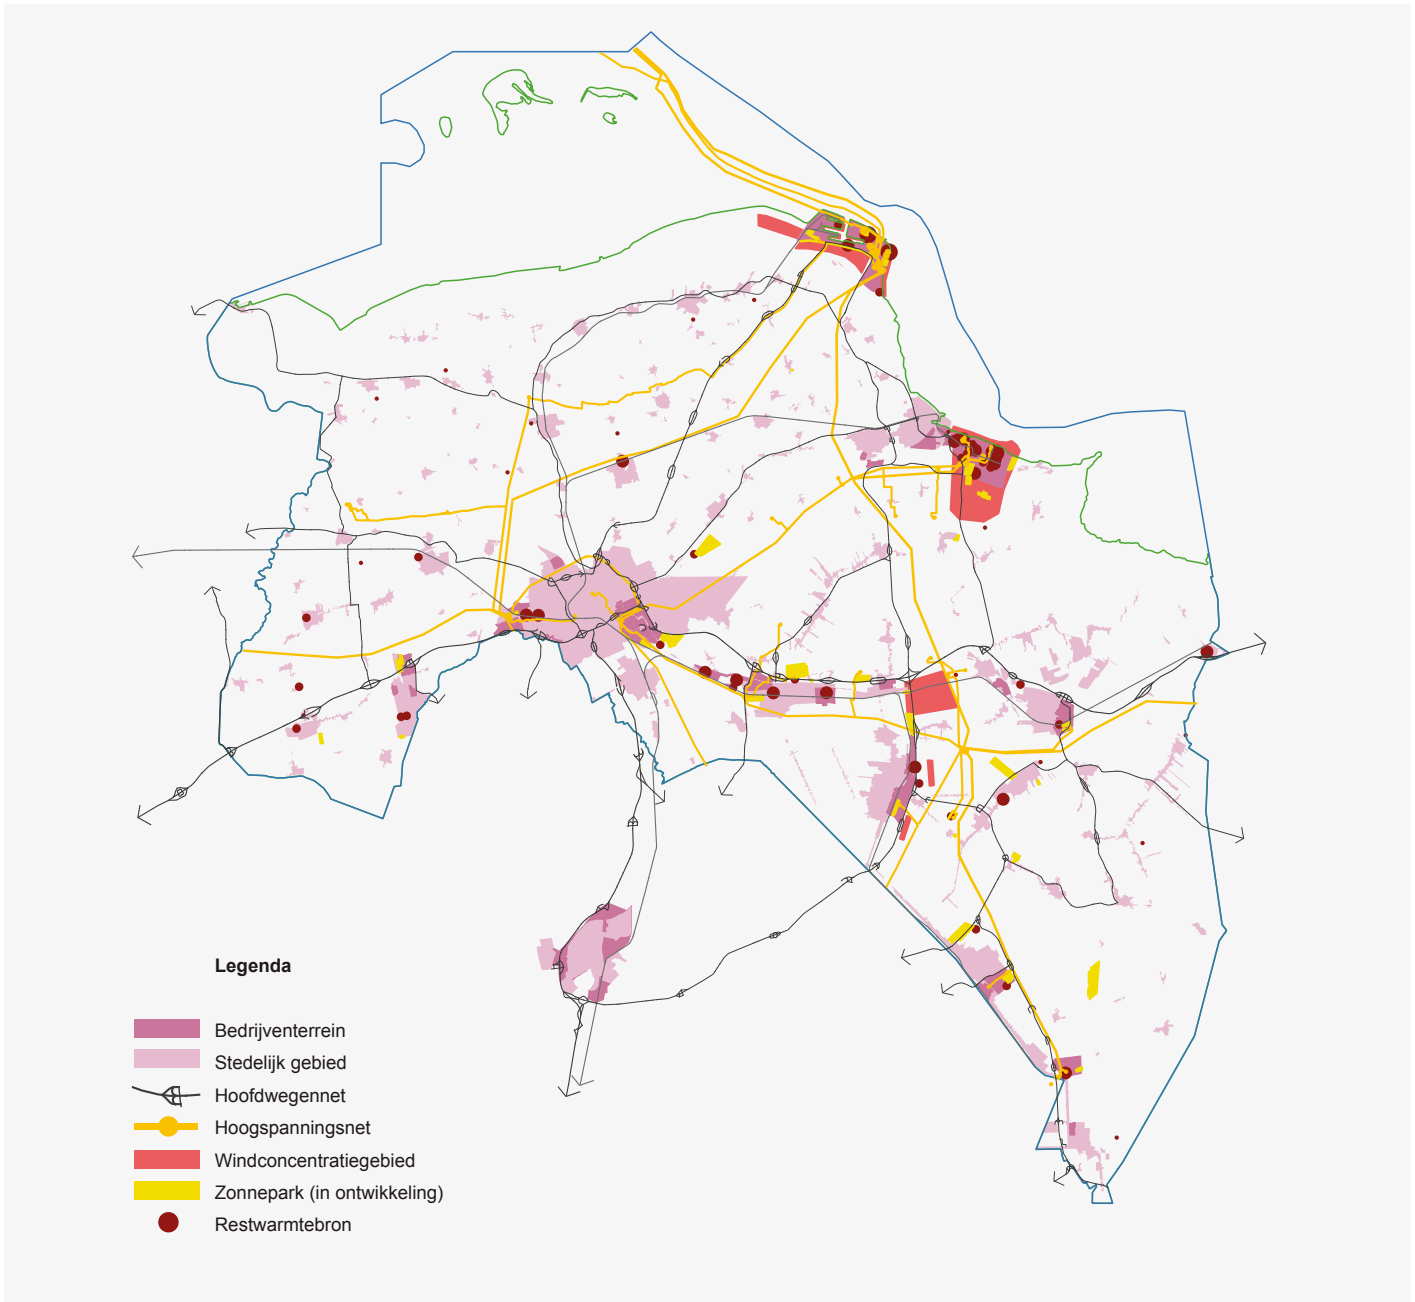 Legenda
Bedrijventerrein
Stedelijk gebied
Hoofdwegennet
Hoogspanningsnet
Windconcentratiegebied
Zonnepark (in ontwikkeling)
Restwarmtebron